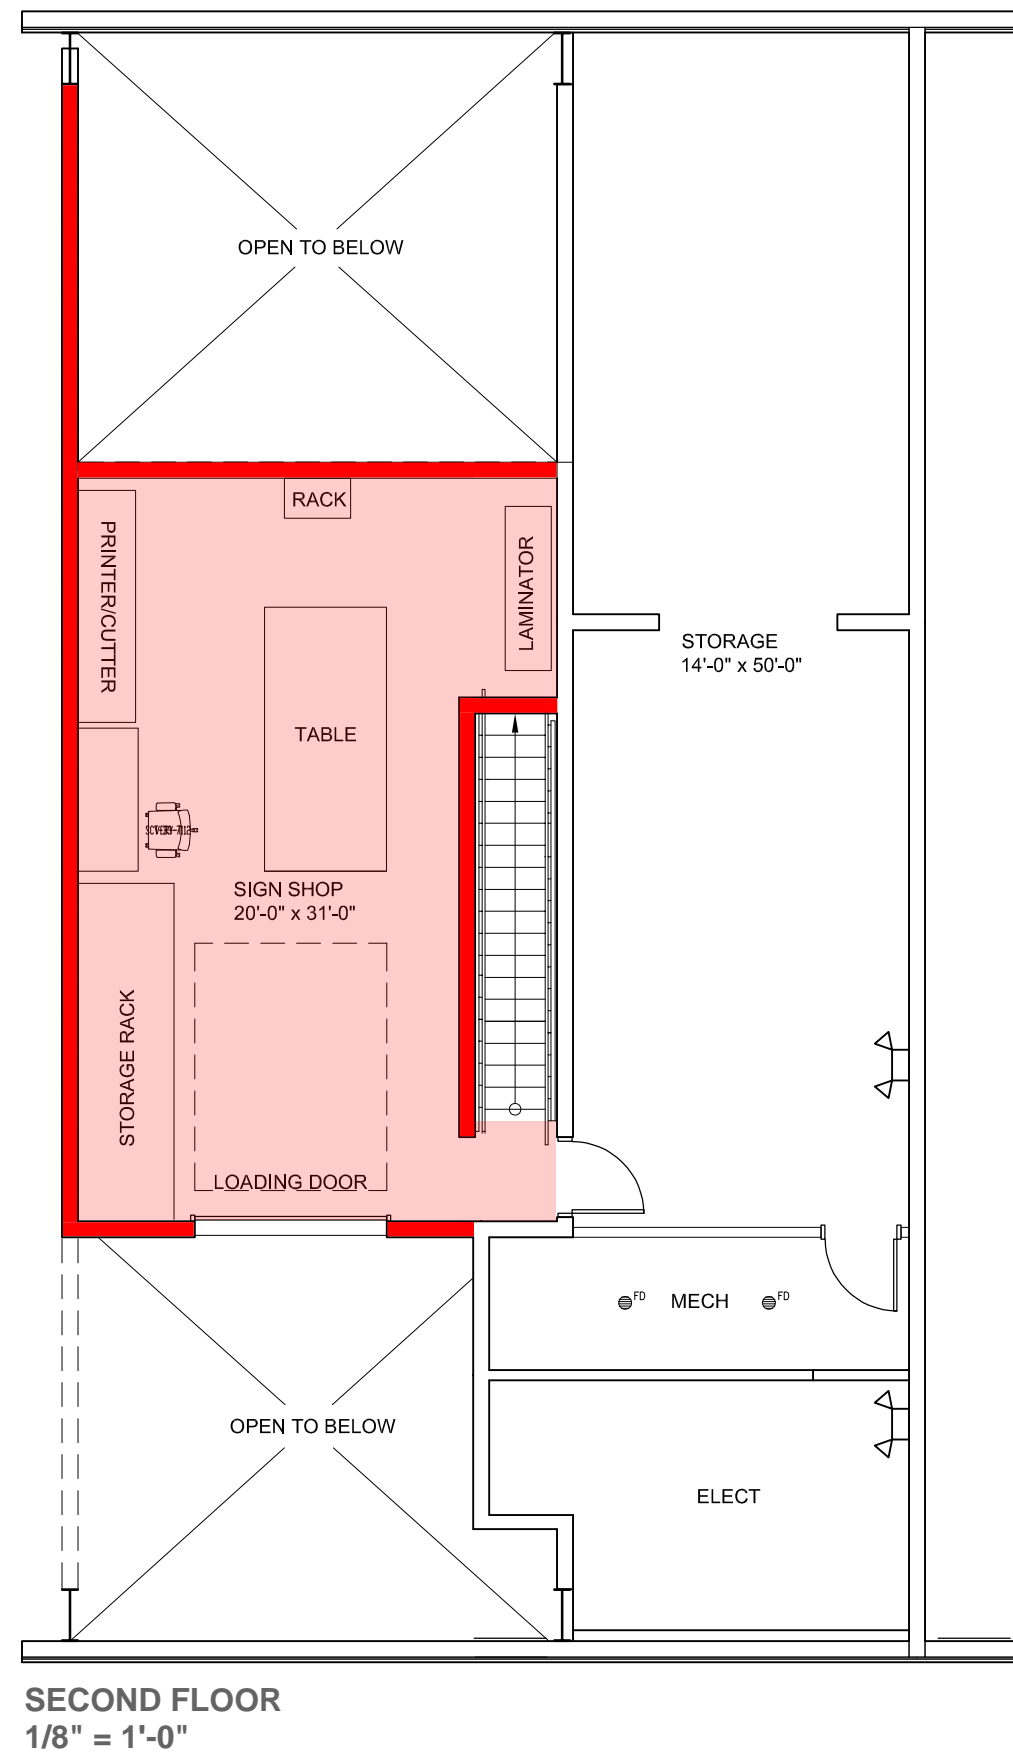 OPEN TO BELOW
RACK
PRINTER/CUTTER
LAMINATOR
STORAGE
14'-0" x 50'-0"
TABLE
SIGN SHOP
20'-0" x 31'-0"
STORAGE RACK
LOADING DOOR
FD
MECH
FD
OPEN TO BELOW
ELECT
SECOND FLOOR
1/8" = 1'-0"